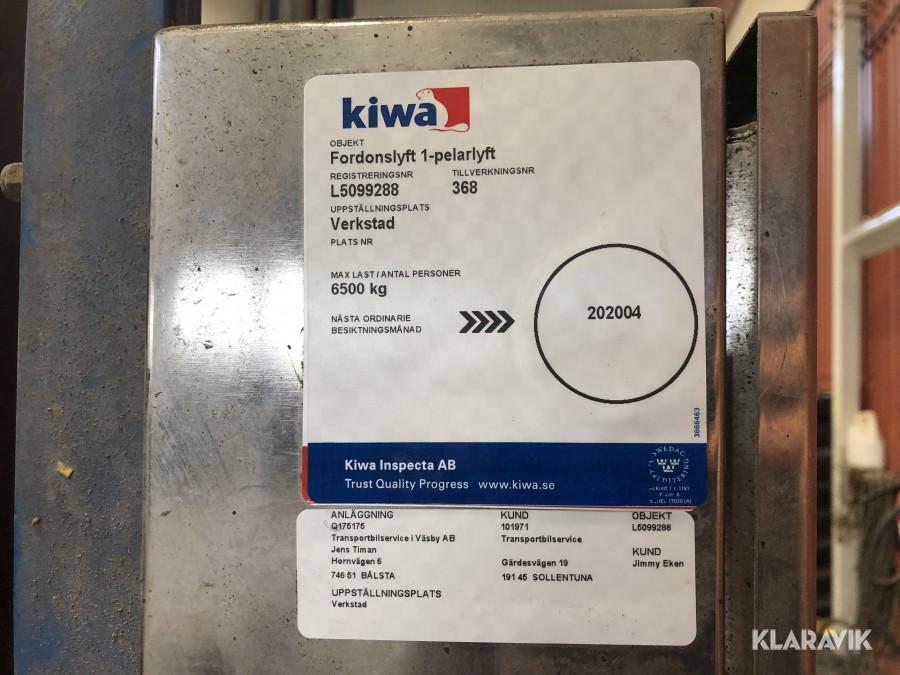 kiwa
OBJEKT
Fordonslyft 1-pelarlyft
REGISTRERINGSNR TILLVERKNINGSNR
L5099288 368
UPPSTÄLLNINGSPLATS
Verkstad
PLATS NR
MAX LAST / ANTAL PERSONER
6500 kg
NÄSTA ORDINARIE
BESIKTNINGSMÅNAD
202004
3666463
Kiwa Inspecta AB
Trust Quality Progress www.kiwa.se
SWEDAC
ACKREDITERING
17020 (A)
ANLÄGGNING KUND OBJEKT
Q175175 101971 L5099288
Transportbilservice i Väsby AB Transportbilservice
Jens Timan KUND
Hornvägen 6 Gärdesvägen 19 Jimmy Eken
746 51 BÅLSTA 191 45 SOLLENTUNA
UPPSTÄLLNINGSPLATS
Verkstad
KLARAVIK